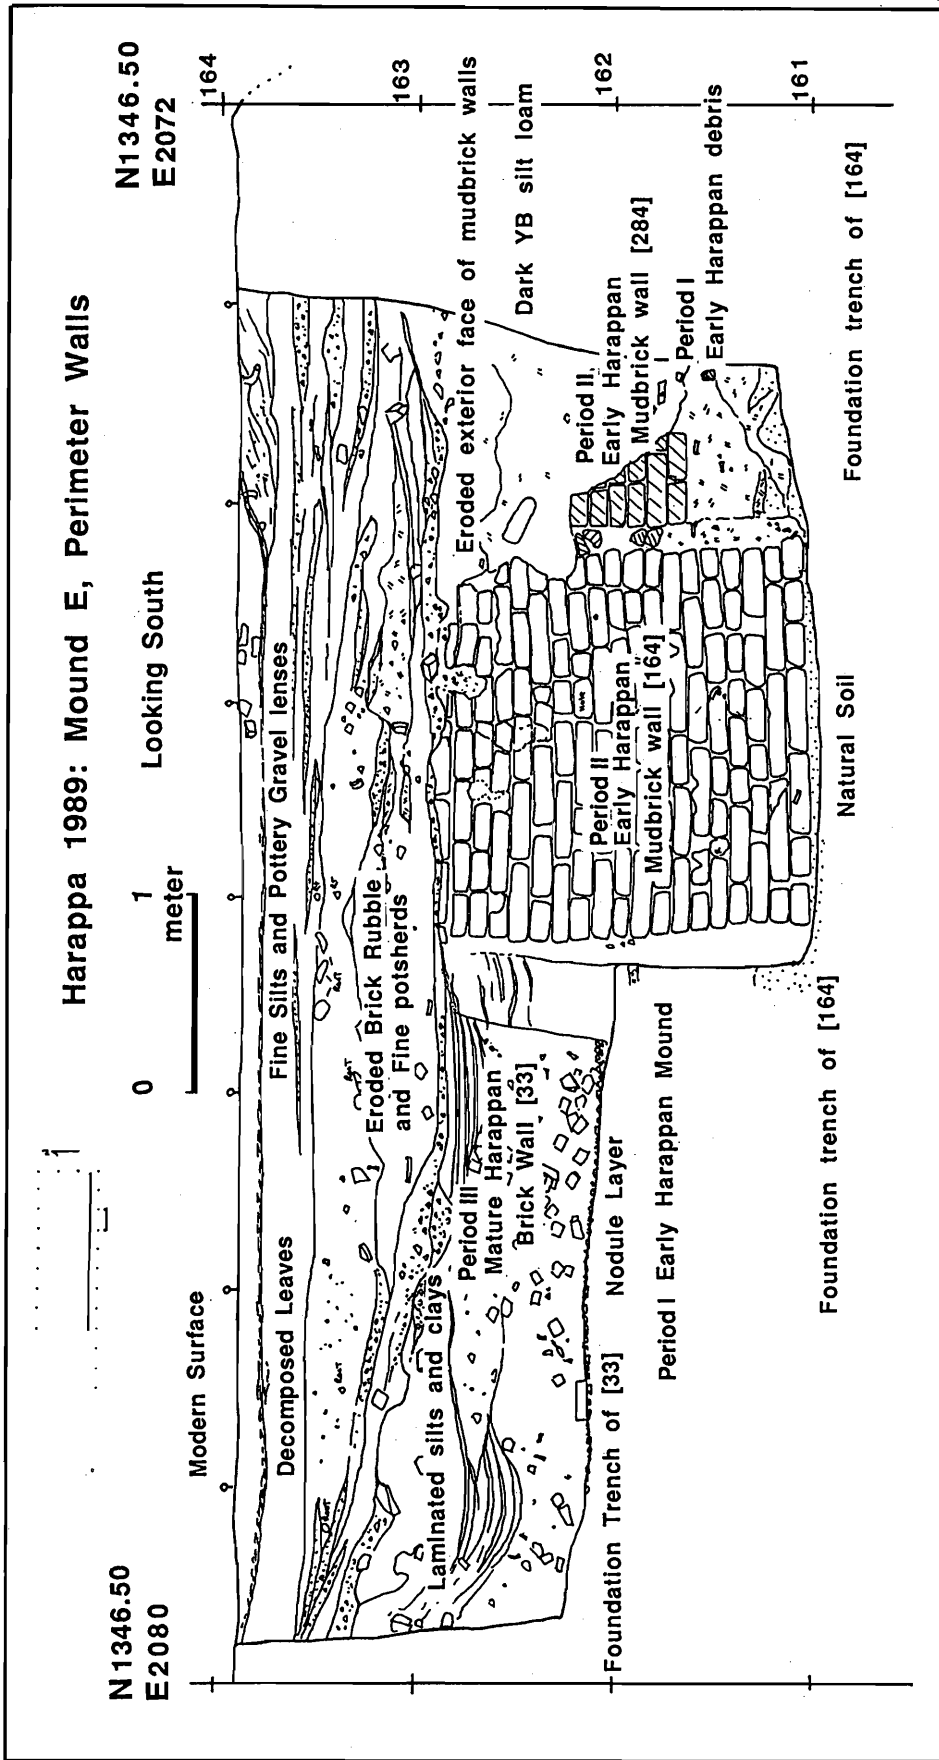 Harappa 1989: Mound E, Perimeter Walls
N1346.50
E2080
0
1
meter
Looking South
N1346.50
E2072
Modern Surface
164
Decomposed Leaves
Fine Silts and Pottery Gravel lenses
Eroded Brick Rubble
and Fine potsherds
163
Laminated silts and clays
Period III
Mature Harappan
Brick Wall [33]
Eroded exterior face of mudbrick walls
Dark YB silt loam
Period II
Early Harappan
Mudbrick wall [164]
Period II
Early Harappan
Mudbrick wall [284]
162
Foundation Trench of [33]
Nodule Layer
Period I Early Harappan Mound
Period I
Early Harappan debris
161
Foundation trench of [164]
Natural Soil
Foundation trench of [164]